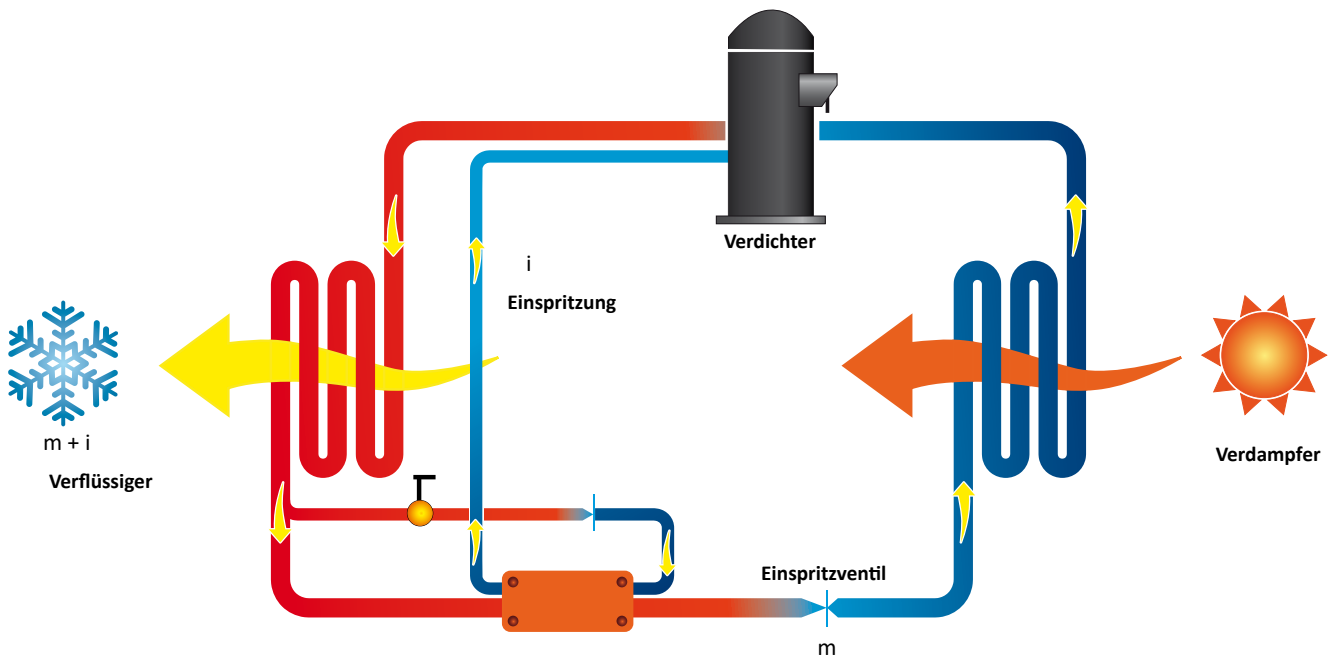 Verdichter
i
Einspritzung
m + i
Verflüssiger
Verdampfer
Einspritzventil
m